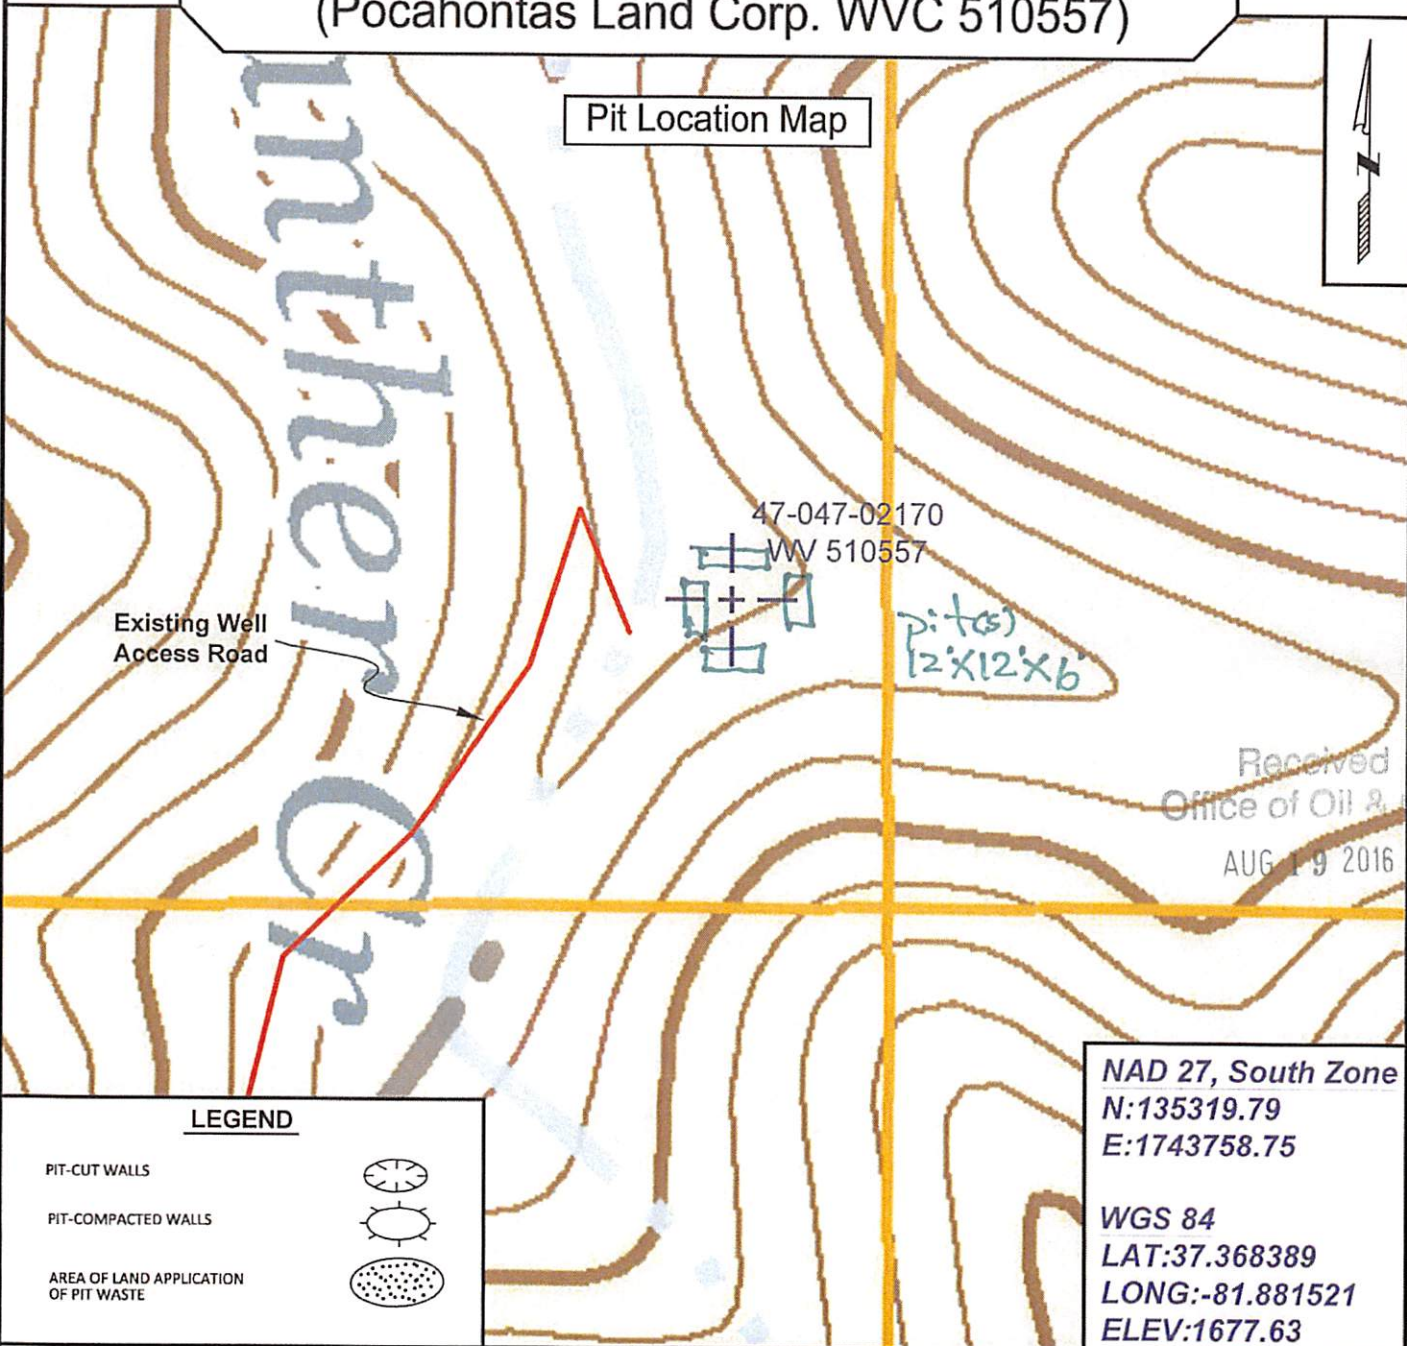 (Pocahontas Land Corp. WVC 510557)
Pit Location Map
N
47-047-02170
WV 510557
Existing Well
Access Road
pit(s)
12'X12'X6'
Received
Office of Oil &
AUG 19 2016
LEGEND
PIT-CUT WALLS
PIT-COMPACTED WALLS
AREA OF LAND APPLICATION
OF PIT WASTE
NAD 27, South Zone
N:135319.79
E:1743758.75
WGS 84
LAT:37.368389
LONG:-81.881521
ELEV:1677.63
nther Cr